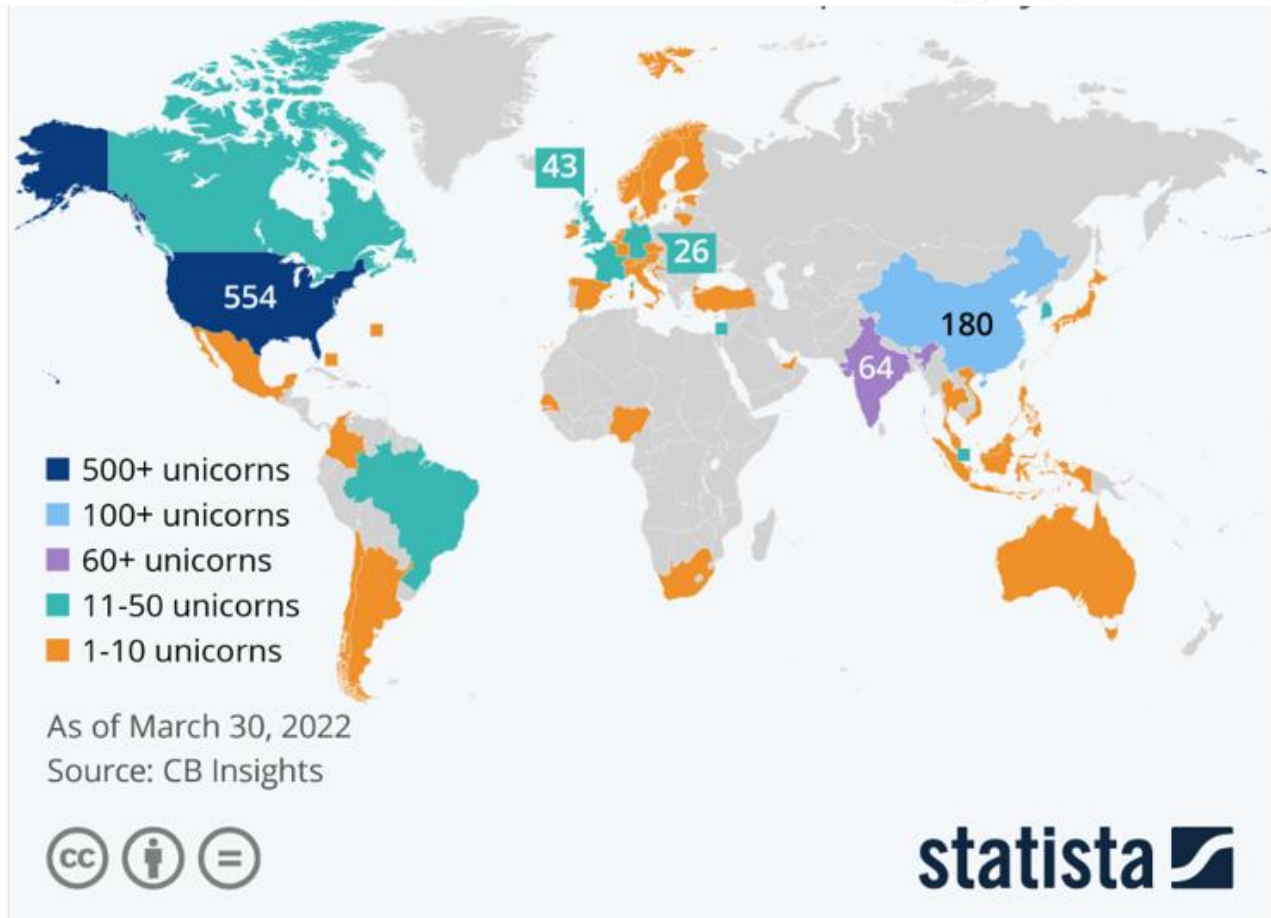 43
26
554
180
64
500+ unicorns
100+ unicorns
60+ unicorns
11-50 unicorns
1-10 unicorns
As of March 30, 2022
Source: CB Insights
cc
statista